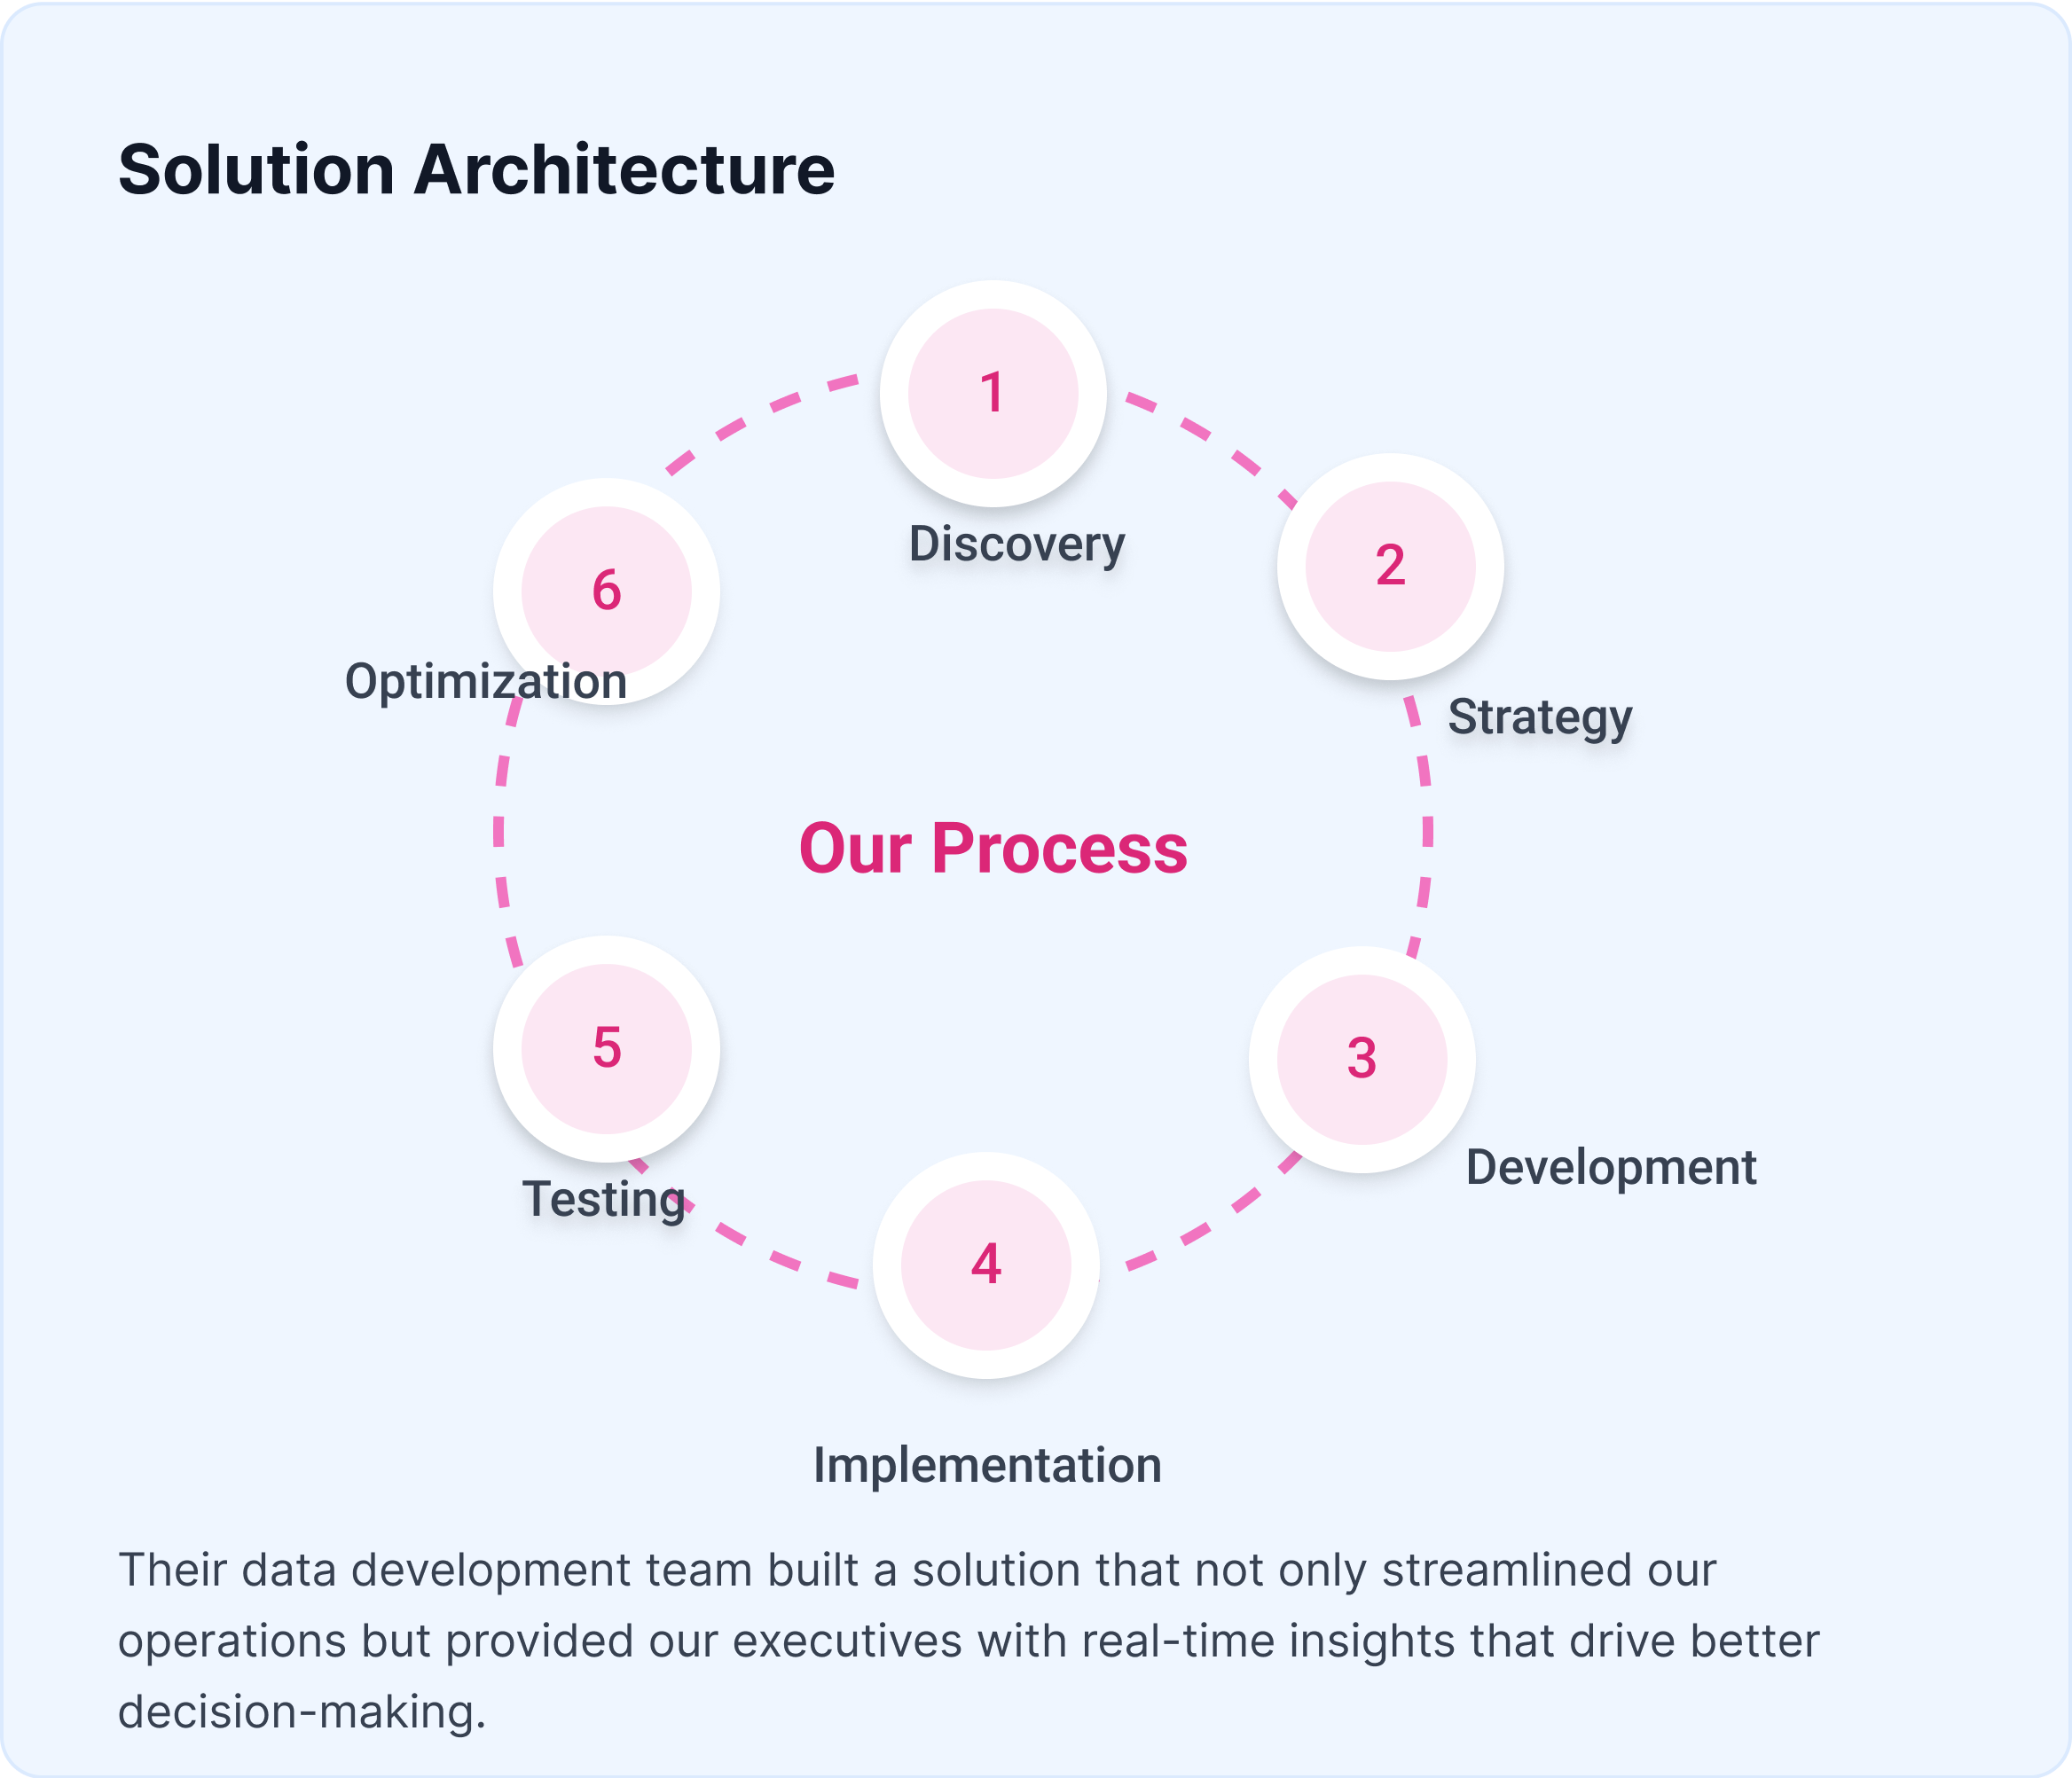 Solution Architecture
1
Discovery
2
Strategy
6
Optimization
Our Process
5
Testing
3
Development
4
Implementation
Their data development team built a solution that not only streamlined our
operations but provided our executives with real-time insights that drive better
decision-making.